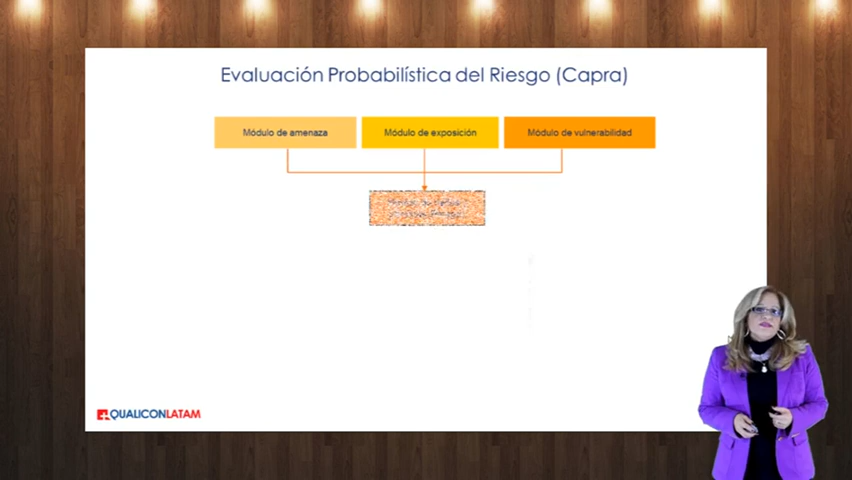 Evaluación Probabilística del Riesgo (Capra)
Módulo de amenaza
Módulo de exposición
Módulo de vulnerabilidad
QUALICONLATAM